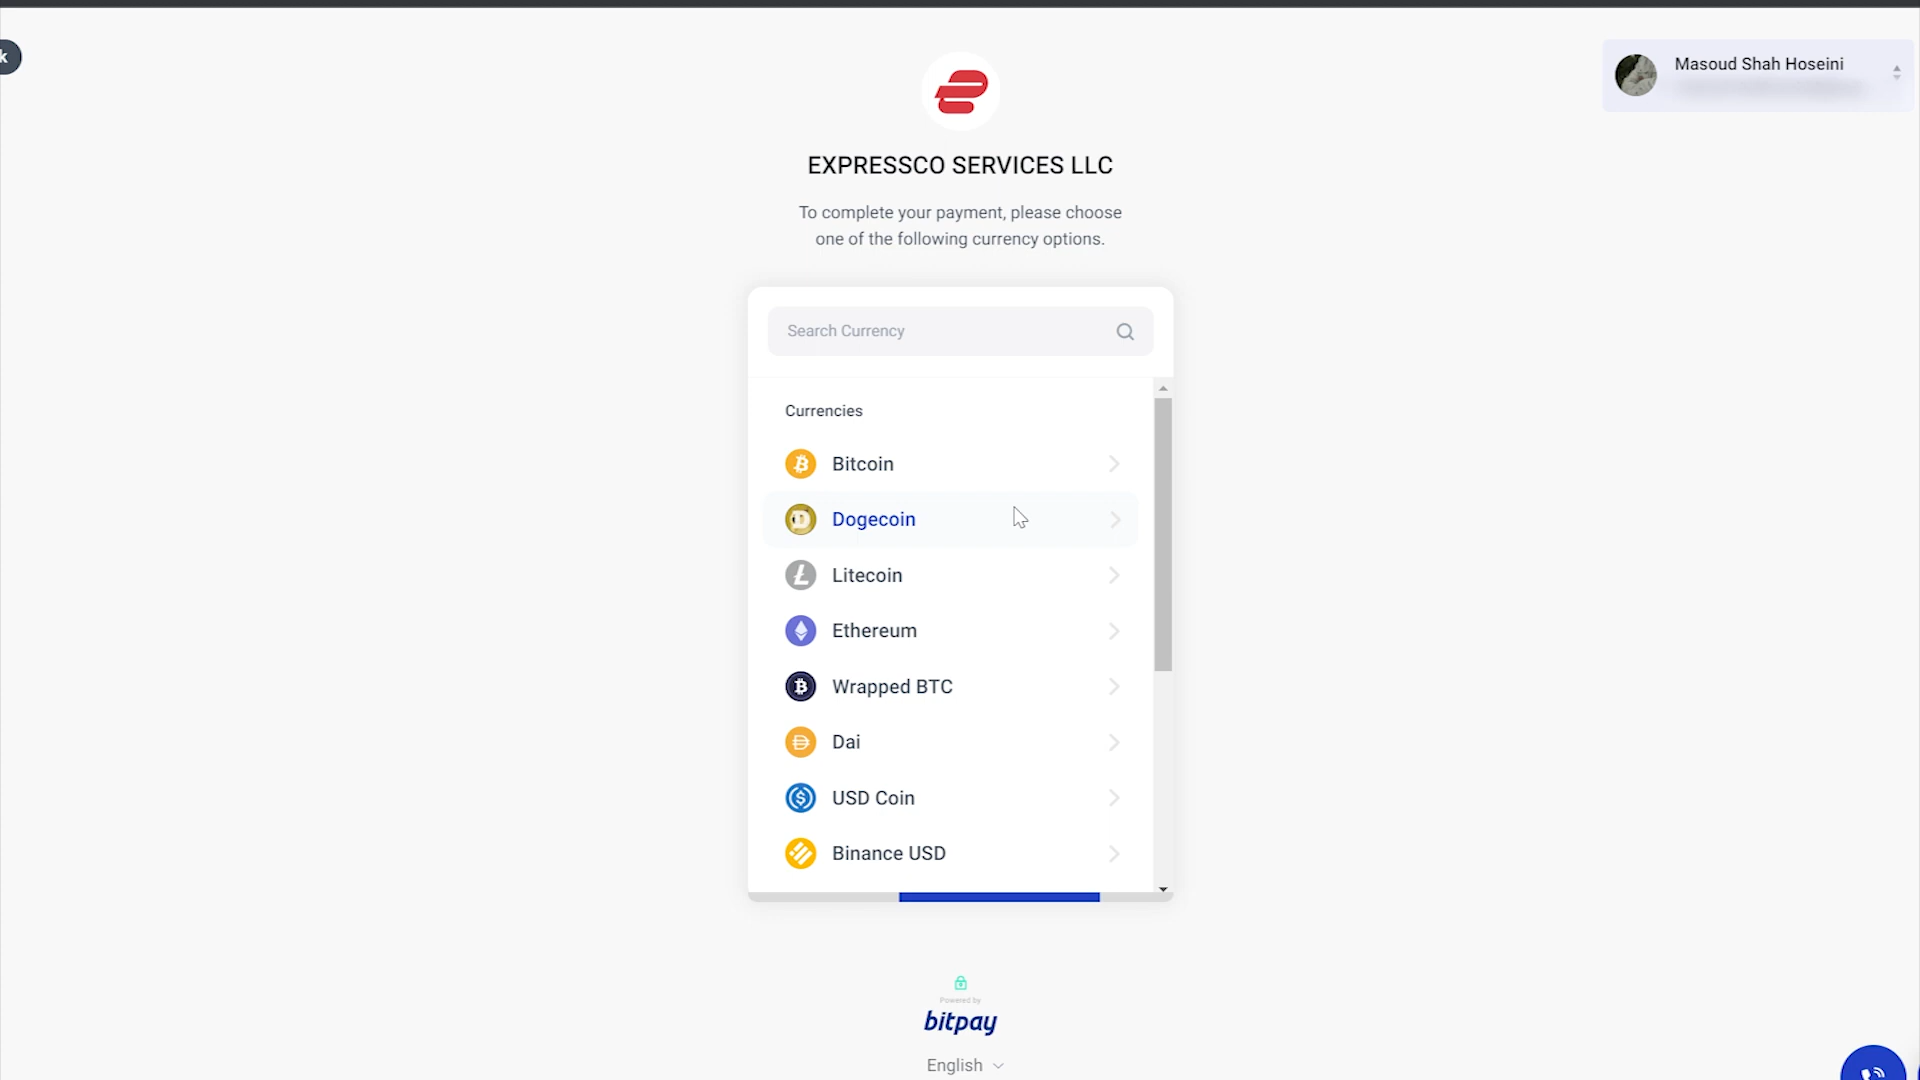 k
Masoud Shah Hoseini
EXPRESSCO SERVICES LLC
To complete your payment, please choose
one of the following currency options.
Search Currency
Currencies
Bitcoin
Dogecoin
Litecoin
Ethereum
Wrapped BTC
Dai
USD Coin
Binance USD
Powered by
bitpay
English